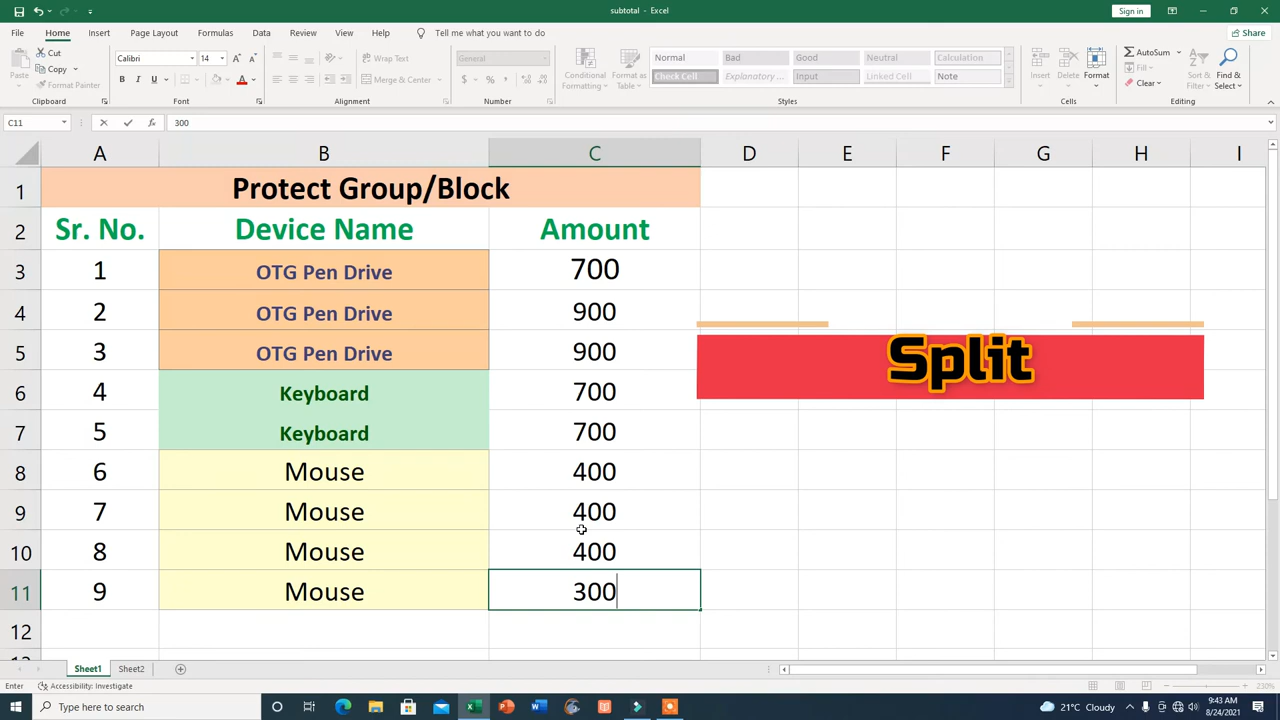 subtotal - Excel
Sign in
File Home Insert Page Layout Formulas Data Review View Help Tell me what you want to do Share
Paste
Cut
Copy
Format Painter
Clipboard
Calibri 14
B I U
Font
Wrap Text
Merge & Center
Alignment
General
Number
Conditional Formatting
Format as Table
Normal Bad Good Neutral Calculation
Check Cell Explanatory ... Input Linked Cell Note
Styles
Insert Delete Format
Cells
AutoSum
Fill
Clear
Sort & Filter
Find & Select
Editing
C11 fx 300
A B C D E F G H I
1 Protect Group/Block
2 Sr. No. Device Name Amount
3 1 OTG Pen Drive 700
4 2 OTG Pen Drive 900
5 3 OTG Pen Drive 900
6 4 Keyboard 700
7 5 Keyboard 700
8 6 Mouse 400
9 7 Mouse 400
10 8 Mouse 400
11 9 Mouse 300
12
Split
Sheet1 Sheet2
Enter Accessibility: Investigate 230%
Type here to search
21°C Cloudy
9:43 AM
8/24/2021